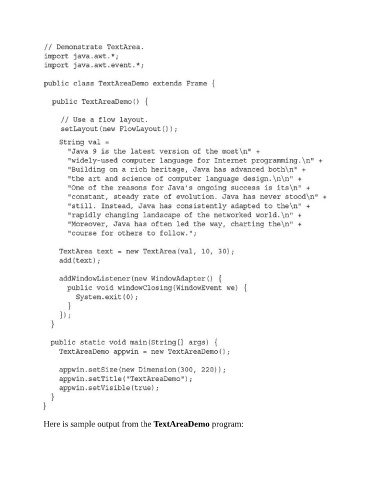 // Demonstrate TextArea.
import java.awt.*;
import java.awt.event.*;
public class TextAreaDemo extends Frame {
public TextAreaDemo() {
// Use a flow layout.
setLayout(new FlowLayout());
String val =
"Java 9 is the latest version of the most\n" +
"widely-used computer language for Internet programming.\n" +
"Building on a rich heritage, Java has advanced both\n" +
"the art and science of computer language design.\n\n" +
"One of the reasons for Java's ongoing success is its\n" +
"constant, steady rate of evolution. Java has never stood\n" +
"still. Instead, Java has consistently adapted to the\n" +
"rapidly changing landscape of the networked world.\n" +
"Moreover, Java has often led the way, charting the\n" +
"course for others to follow.";
TextArea text = new TextArea(val, 10, 30);
add(text);
addWindowListener(new WindowAdapter() {
public void windowClosing(WindowEvent we) {
System.exit(0);
}
});
}
public static void main(String[] args) {
TextAreaDemo appwin = new TextAreaDemo();
appwin.setSize(new Dimension(300, 220));
appwin.setTitle("TextAreaDemo");
appwin.setVisible(true);
}
}
Here is sample output from the TextAreaDemo program: